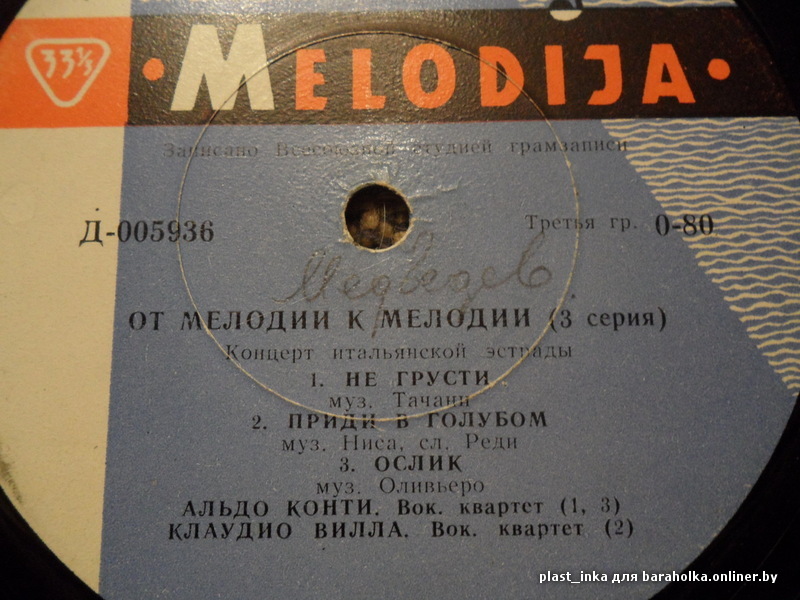 33⅓ • MELODIJA •
Записано Всесоюзной студией грамзаписи
Д-005936 Третья гр. 0-80
Медведев
ОТ МЕЛОДИИ К МЕЛОДИИ (3 серия)
Концерт итальянской эстрады
1. НЕ ГРУСТИ
муз. Тачани
2. ПРИДИ В ГОЛУБОМ
муз. Ниса, сл. Реди
3. ОСЛИК
муз. Оливьеро
АЛЬДО КОНТИ. Вок. квартет (1, 3)
КЛАУДИО ВИЛЛА. Вок. квартет (2)
plast_inka для baraholka.onliner.by